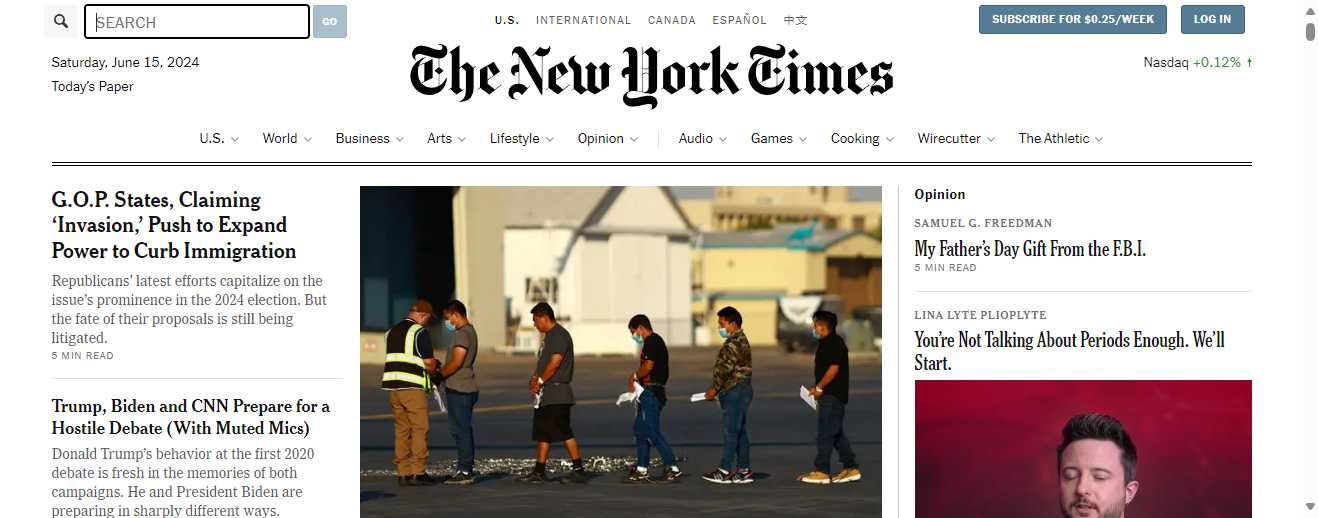 SEARCH
GO
U.S. INTERNATIONAL CANADA ESPAÑOL 中文
SUBSCRIBE FOR $0.25/WEEK
LOG IN
Saturday, June 15, 2024
Today's Paper
The New York Times
Nasdaq +0.12% ↑
U.S. World Business Arts Lifestyle Opinion Audio Games Cooking Wirecutter The Athletic
G.O.P. States, Claiming
‘Invasion,’ Push to Expand
Power to Curb Immigration
Republicans’ latest efforts capitalize on the
issue’s prominence in the 2024 election. But
the fate of their proposals is still being
litigated.
5 MIN READ
Trump, Biden and CNN Prepare for a
Hostile Debate (With Muted Mics)
Donald Trump’s behavior at the first 2020
debate is fresh in the memories of both
campaigns. He and President Biden are
preparing in sharply different ways.
Opinion
SAMUEL G. FREEDMAN
My Father’s Day Gift From the F.B.I.
5 MIN READ
LINA LYTE PLIOPLYTE
You’re Not Talking About Periods Enough. We’ll
Start.